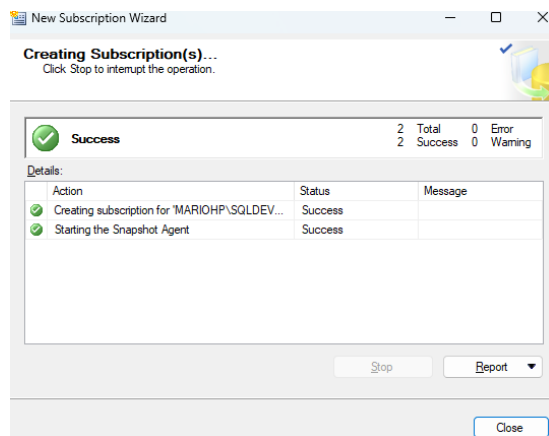 New Subscription Wizard
Creating Subscription(s)...
Click Stop to interrupt the operation.
Success
2 Total 0 Error
2 Success 0 Warning
Details:
Action Status Message
Creating subscription for 'MARIOHP\SQLDEV... Success
Starting the Snapshot Agent Success
Stop Report
Close